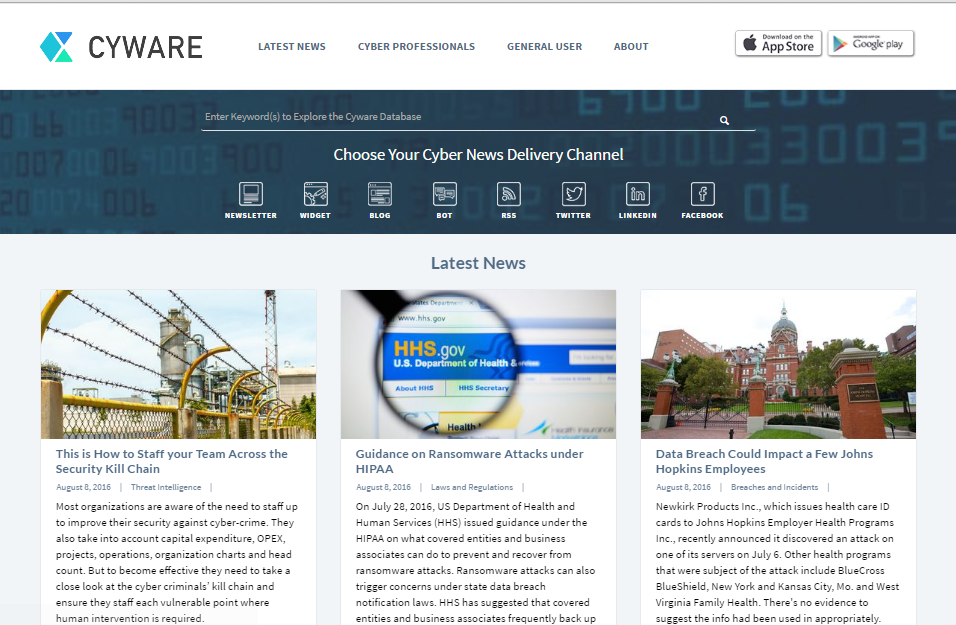 CYWARE
LATEST NEWS
CYBER PROFESSIONALS
GENERAL USER
ABOUT
Download on the
App Store
ANDROID APP ON
Google play
Enter Keyword(s) to Explore the Cyware Database
Choose Your Cyber News Delivery Channel
NEWSLETTER
WIDGET
BLOG
BOT
RSS
TWITTER
LINKEDIN
FACEBOOK
Latest News
www.hhs.gov
HHS.gov
U.S. Department of Health &
About HHS
HHS Secretary
Health
This is How to Staff your Team Across the
Security Kill Chain
August 8, 2016 | Threat Intelligence |
Most organizations are aware of the need to staff up
to improve their security against cyber-crime. They
also take into account capital expenditure, OPEX,
projects, operations, organization charts and head
count. But to become effective they need to take a
close look at the cyber criminals' kill chain and
ensure they staff each vulnerable point where
human intervention is required.
Guidance on Ransomware Attacks under
HIPAA
August 8, 2016 | Laws and Regulations |
On July 28, 2016, US Department of Health and
Human Services (HHS) issued guidance under the
HIPAA on what covered entities and business
associates can do to prevent and recover from
ransomware attacks. Ransomware attacks can also
trigger concerns under state data breach
notification laws. HHS has suggested that covered
entities and business associates frequently back up
Data Breach Could Impact a Few Johns
Hopkins Employees
August 8, 2016 | Breaches and Incidents |
Newkirk Products Inc., which issues health care ID
cards to Johns Hopkins Employer Health Programs
Inc., recently announced it discovered an attack on
one of its servers on July 6. Other health programs
that were subject of the attack include BlueCross
BlueShield, New York and Kansas City, Mo. and West
Virginia Family Health. There's no evidence to
suggest the info had been used in appropriately.